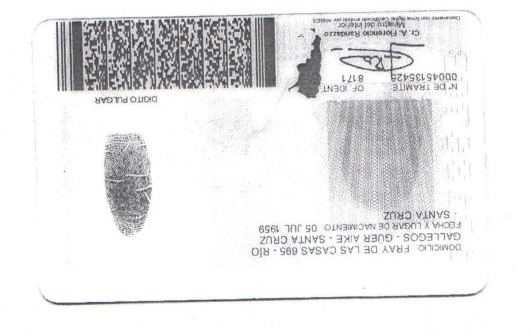 DOMICILIO: FRAY DE LAS CASAS 695 - RÍO
GALLEGOS - GUER AIKE - SANTA CRUZ
FECHA Y LUGAR DE NACIMIENTO: 05 JUL 1959
- SANTA CRUZ
N° DE TRAMITE OF. IDENT
00045135425 8171
DIGITO PULGAR
Cr. A. Florencio Randazzo
Ministro del Interior
Documento con firma digital. Certificado emitido por ANSES